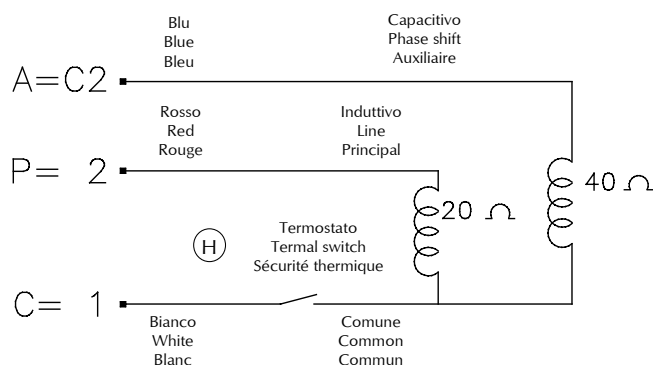 Blu
Blue
Bleu
Capacitivo
Phase shift
Auxiliaire
A=C2
Rosso
Red
Rouge
Induttivo
Line
Principal
P= 2
40 Ω
20 Ω
H
Termostato
Termal switch
Sécurité thermique
C= 1
Bianco
White
Blanc
Comune
Common
Commun